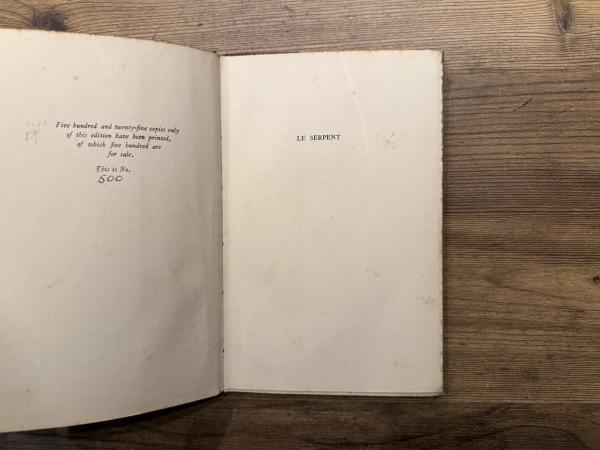 Five hundred and twenty-five copies only
of this edition have been printed,
of which five hundred are
for sale.
This is No.
500
LE SERPENT